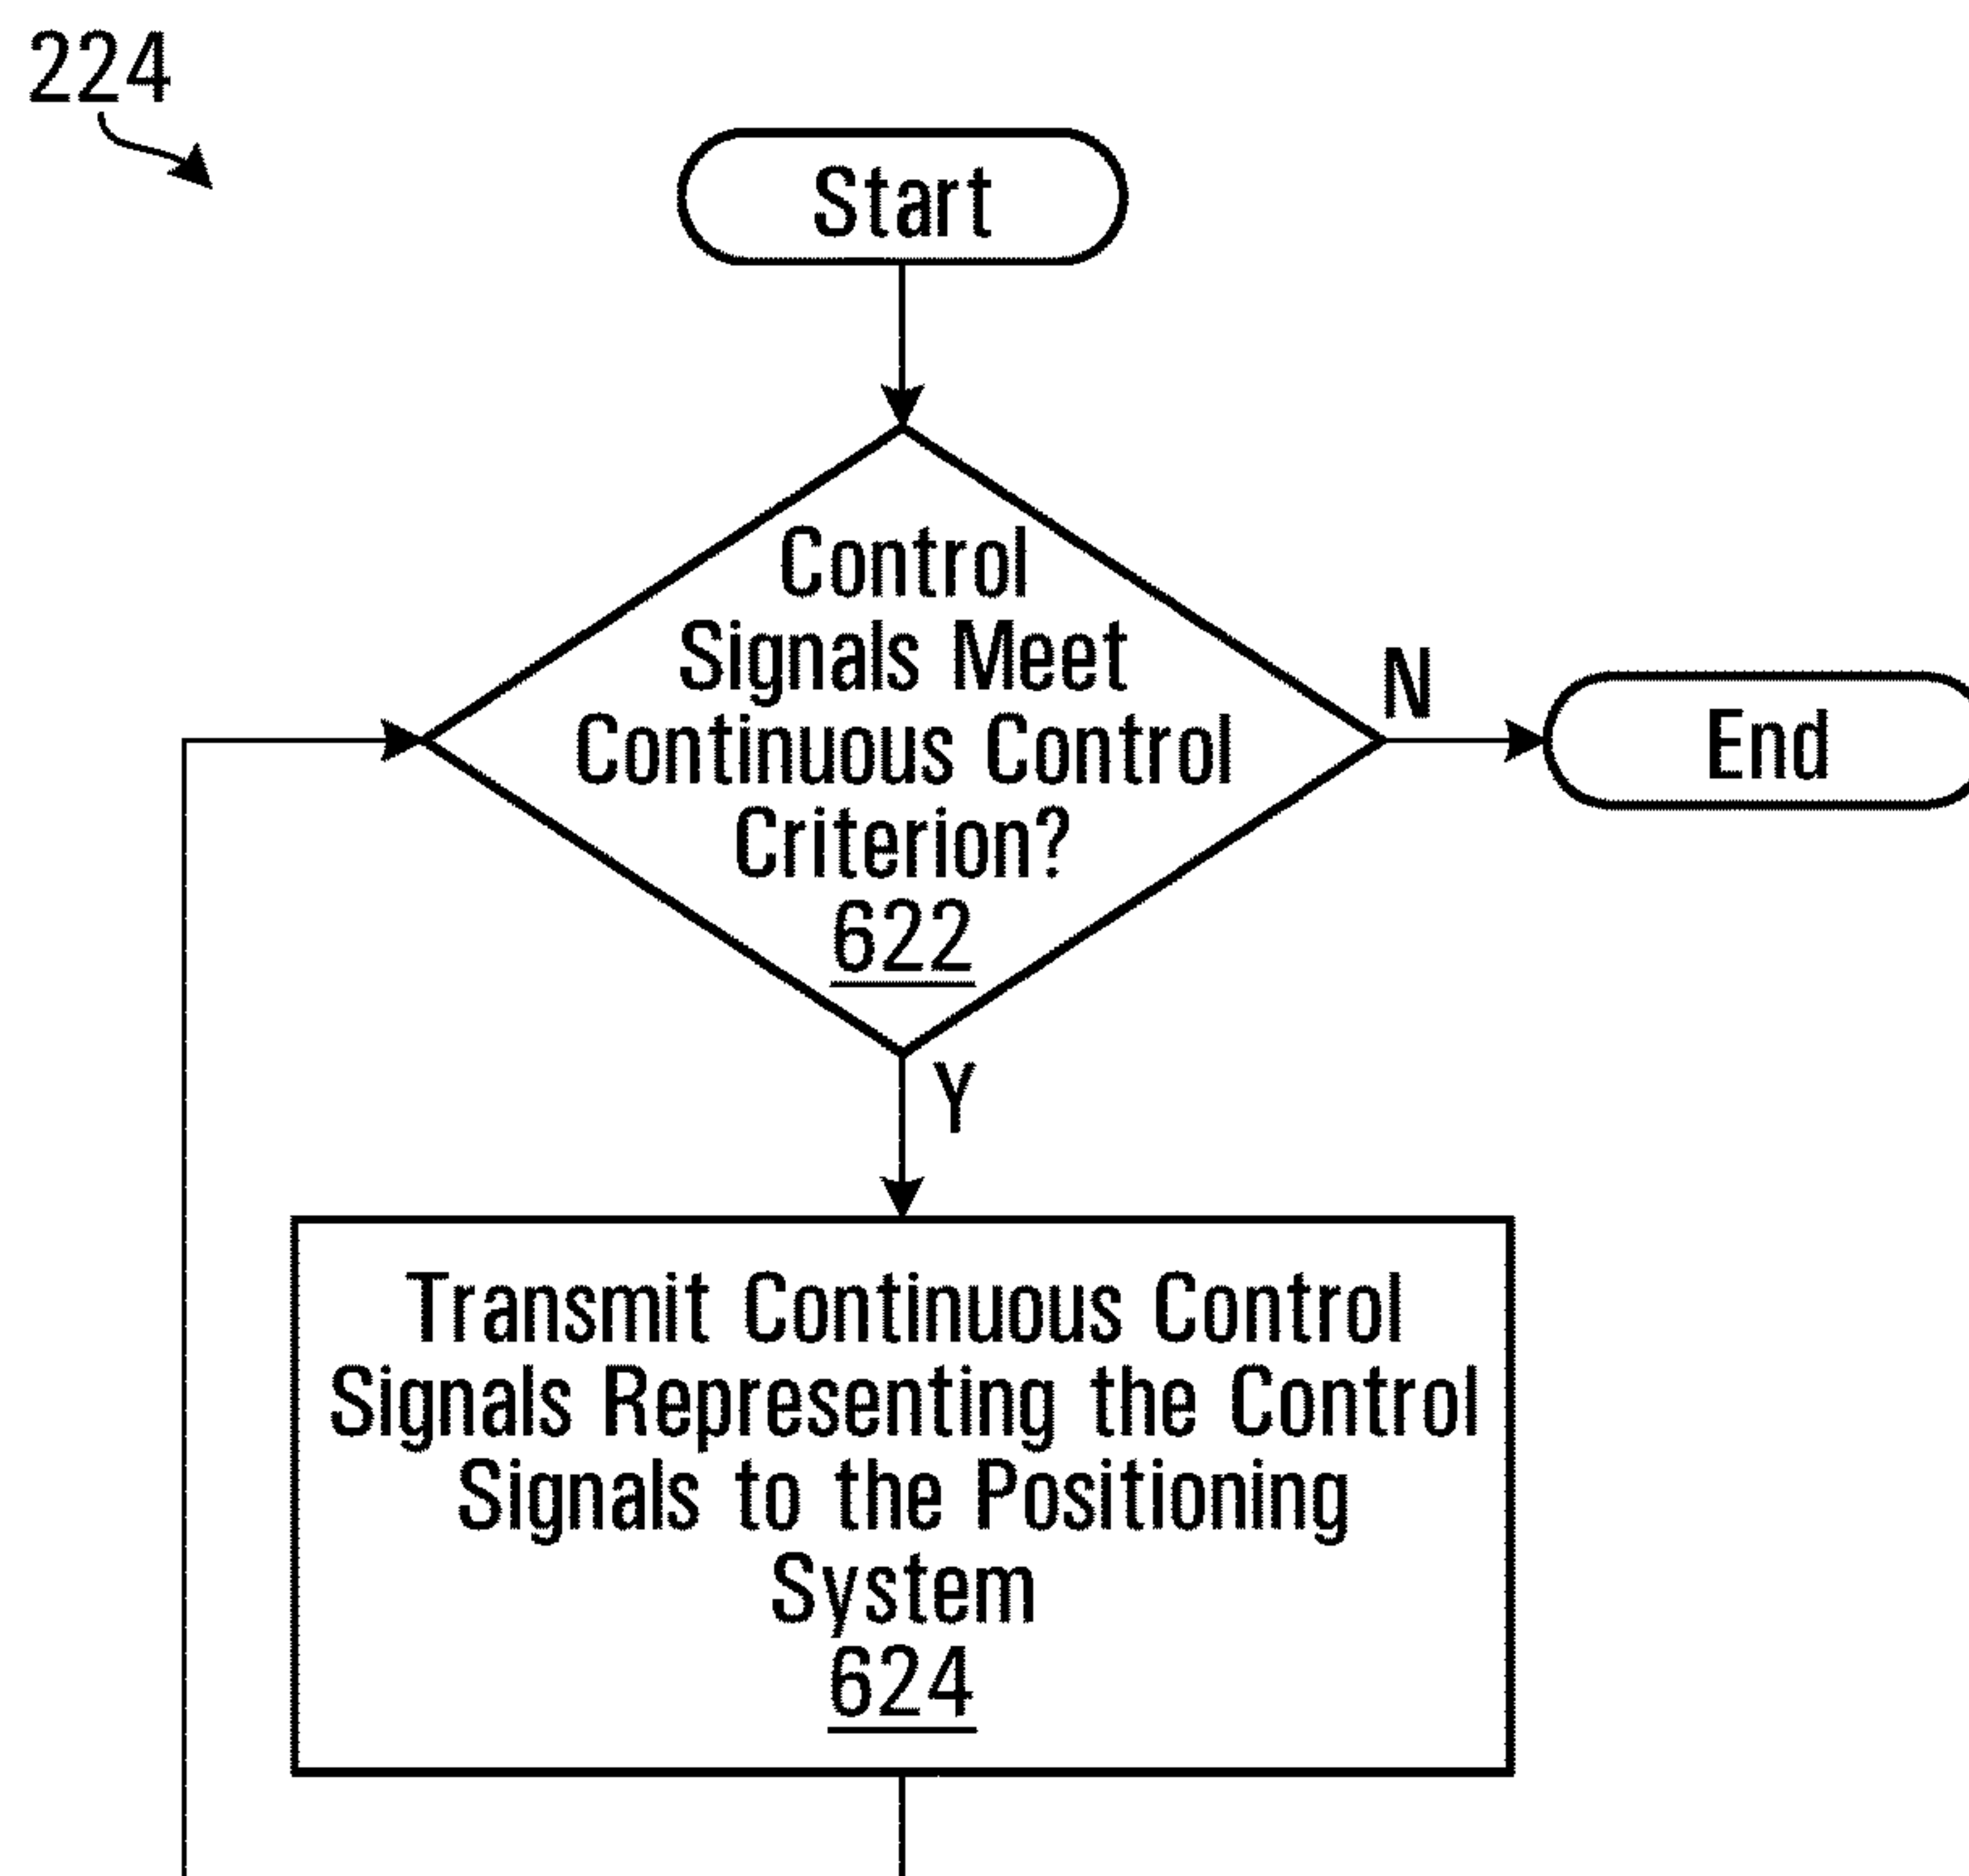 224
Start
Control
Signals Meet
Continuous Control
Criterion?
622
N
End
Y
Transmit Continuous Control
Signals Representing the Control
Signals to the Positioning
System
624